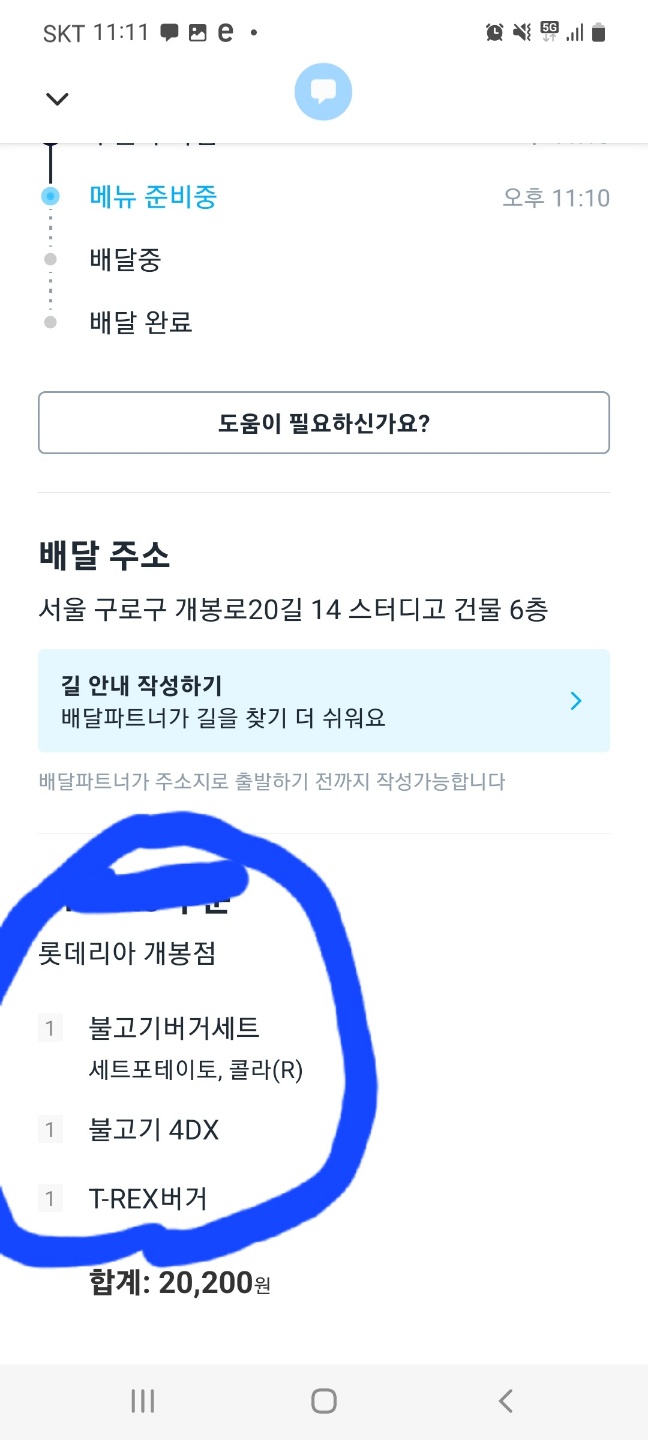 SKT 11:11
5G
메뉴 준비중 오후 11:10
배달중
배달 완료
도움이 필요하신가요?
배달 주소
서울 구로구 개봉로20길 14 스터디고 건물 6층
길 안내 작성하기
배달파트너가 길을 찾기 더 쉬워요
배달파트너가 주소지로 출발하기 전까지 작성가능합니다
롯데리아 개봉점
1 불고기버거세트
세트포테이토, 콜라(R)
1 불고기 4DX
1 T-REX버거
합계: 20,200원